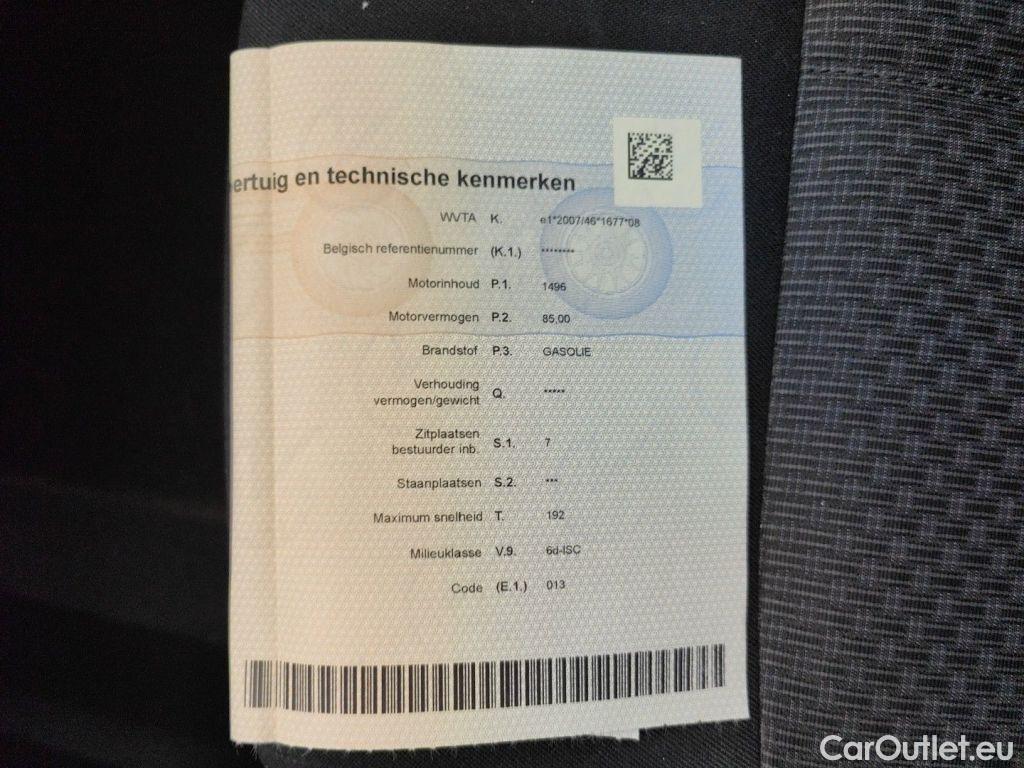 ertuig en technische kenmerken
WVTA K. e1*2007/46*1677*08
Belgisch referentienummer (K.1.) ********
Motorinhoud P.1. 1496
Motorvermogen P.2. 85,00
Brandstof P.3. GASOLIE
Verhouding
vermogen/gewicht Q. *****
Zitplaatsen
bestuurder inb. S.1. 7
Staanplaatsen S.2. ***
Maximum snelheid T. 192
Milieuklasse V.9. 6d-ISC
Code (E.1.) 013
CarOutlet.eu